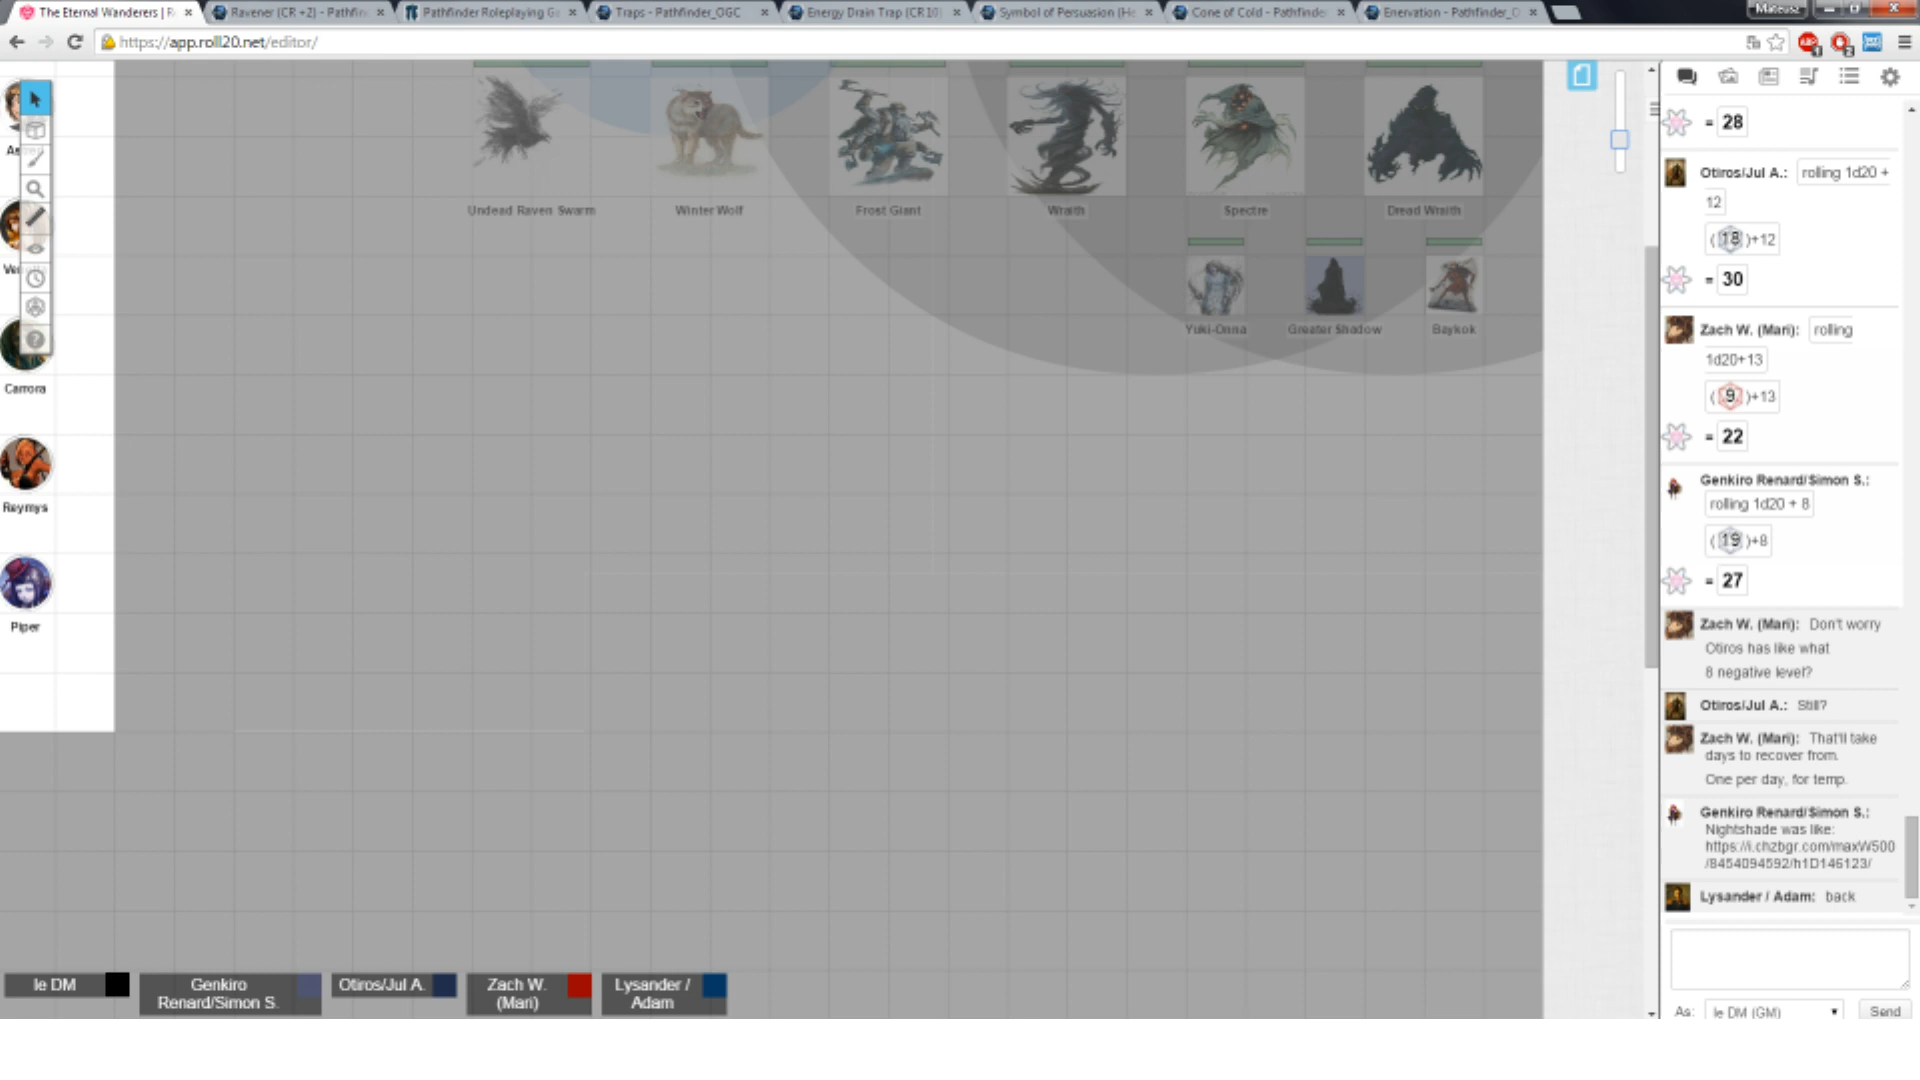 The Eternal Wanderers | R
Ravener (CR +2) - Pathfin
Pathfinder Roleplaying Ga
Traps - Pathfinder_OGC
Energy Drain Trap (CR10)
Symbol of Persuasion (He
Cone of Cold - Pathfinder
Enervation - Pathfinder_O
Mateusz
https://app.roll20.net/editor/
Undead Raven Swarm
Winter Wolf
Frost Giant
Wraith
Spectre
Dread Wraith
Yuki-Onna
Greater Shadow
Baykok
Camora
Reymys
Piper
= 28
Otiros/Jul A.: rolling 1d20 +
12
(18)+12
= 30
Zach W. (Mari): rolling
1d20+13
(9)+13
= 22
Genkiro Renard/Simon S.:
rolling 1d20 + 8
(19)+8
= 27
Zach W. (Mari): Don't worry
Otiros has like what
8 negative level?
Otiros/Jul A.: Still?
Zach W. (Mari): That'll take
days to recover from.
One per day, for temp.
Genkiro Renard/Simon S.:
Nightshade was like:
https://i.chzbgr.com/maxW500
/8454094592/h1D146123/
Lysander / Adam: back
As: le DM (GM)
Send
le DM
Genkiro
Renard/Simon S.
Otiros/Jul A.
Zach W.
(Mari)
Lysander /
Adam